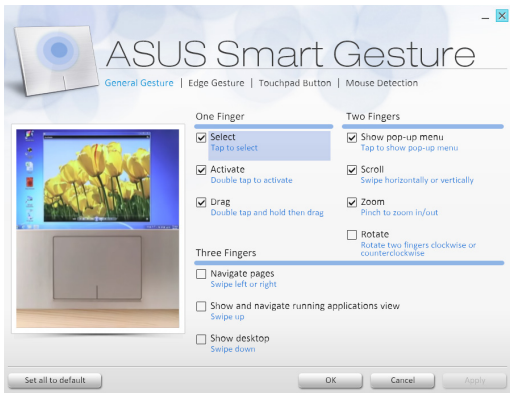 ASUS Smart Gesture
General Gesture | Edge Gesture | Touchpad Button | Mouse Detection
One Finger
Select
Tap to select
Activate
Double tap to activate
Drag
Double tap and hold then drag
Two Fingers
Show pop-up menu
Tap to show pop-up menu
Scroll
Swipe horizontally or vertically
Zoom
Pinch to zoom in/out
Rotate
Rotate two fingers clockwise or
counterclockwise
Three Fingers
Navigate pages
Swipe left or right
Show and navigate running applications view
Swipe up
Show desktop
Swipe down
Set all to default
OK
Cancel
Apply